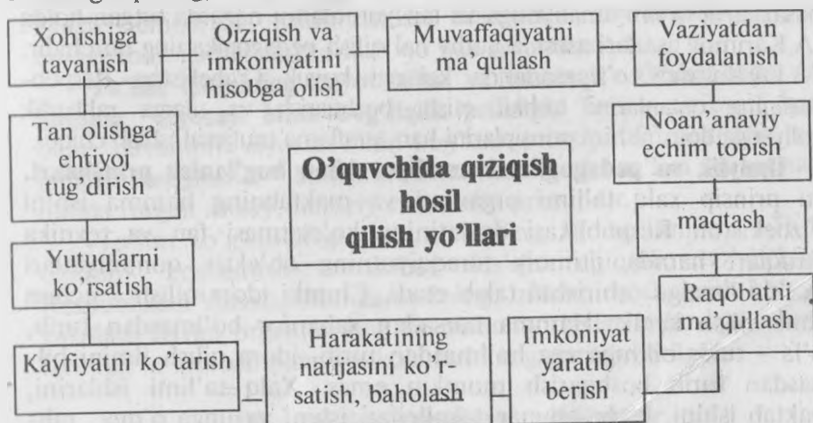 Xohishiga
tavanish
Qiziqish va
imkoniyatini
hisobga olish
Muvaffaqiyatni
ma'qullash
Vaziyatdan
foydalanish
Tan olishga
ehtiyoj
tug'dirish
O'quvchida qiziqish
hosil
qilish yo'llari
Noan'anaviy
echim topish
maqtash
Yutuqlarni
ko'rsatish
Raqobatni
ma'qullash
Kayfiyatni ko'tarish
Harakatining
natijasini ko'r-
satish, baholash
Imkoniyat
yaratib
berish